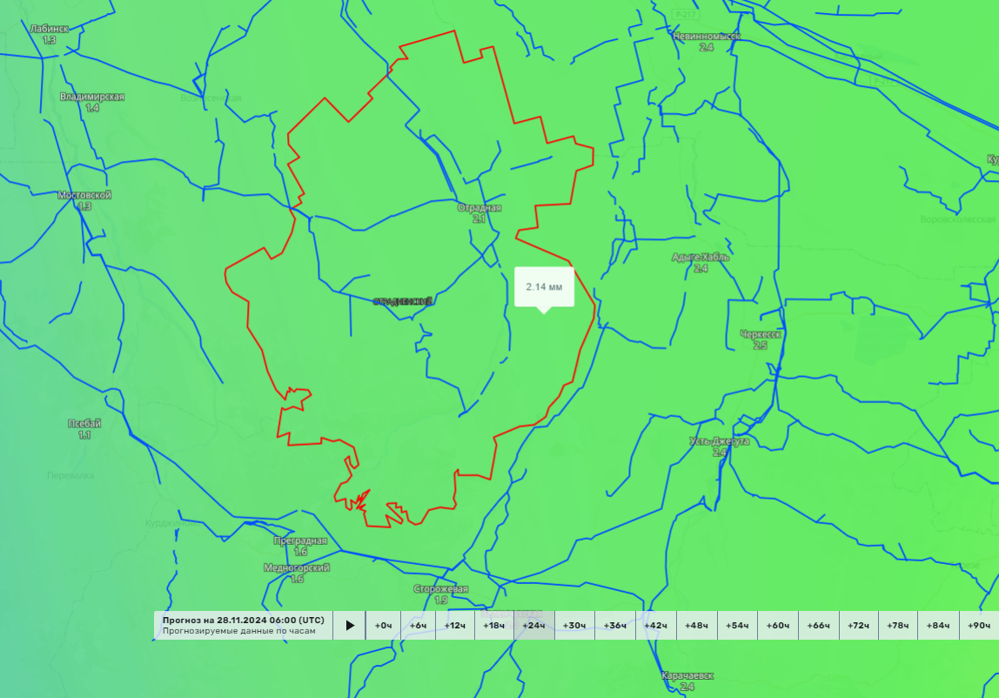 Р-217
Лабинск
1.3
Невинномысск
2.4
Р-217
Владимирская
1.4
Вознесенская
Ку
Мостовской
1.3
Отрадная
2.1
Воровсколесская
Адыге-Хабль
2.4
2.14 мм
ОТРАДНЕНСКИЙ
Черкесск
2.5
Псебай
1.1
Усть-Джегута
2.4
Переваlка
Курджиново
Преградная
1.6
Медногорский
1.6
Сторожевая
1.9
Прогноз на 28.11.2024 06:00 (UTC)
Прогнозируемые данные по часам
+0ч
+6ч
+12ч
+18ч
+24ч
+30ч
+36ч
+42ч
+48ч
+54ч
+60ч
+66ч
+72ч
+78ч
+84ч
+90ч
Карачаевск
2.4